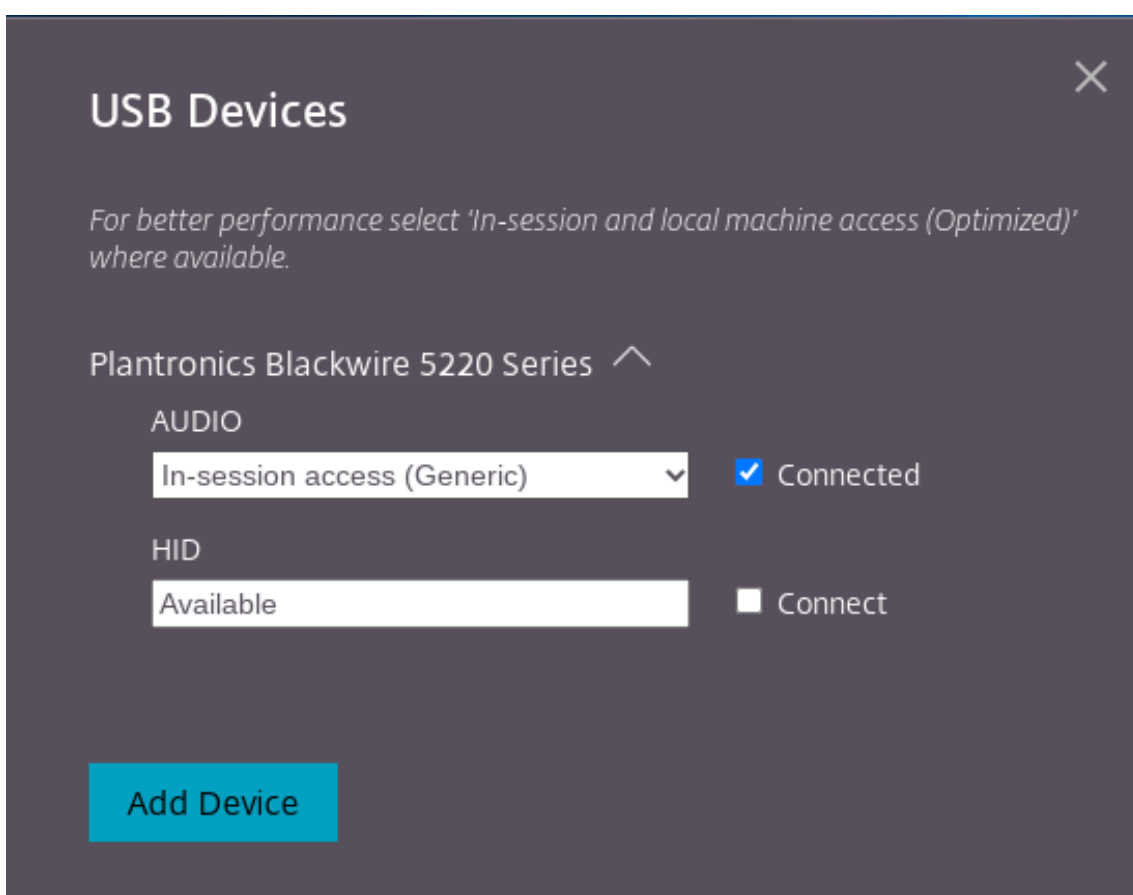 USB Devices
For better performance select 'In-session and local machine access (Optimized)'
where available.
Plantronics Blackwire 5220 Series
AUDIO
In-session access (Generic)
Connected
HID
Available
Connect
Add Device